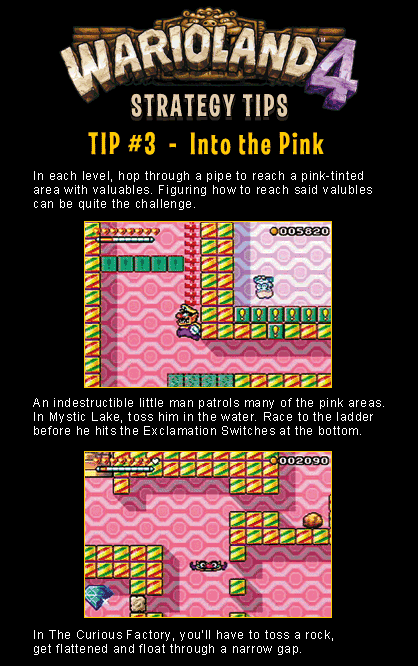 WARIOLAND 4
STRATEGY TIPS
TIP #3 - Into the Pink
In each level, hop through a pipe to reach a pink-tinted
area with valuables. Figuring how to reach said valubles
can be quite the challenge.
005820
An indestructible little man patrols many of the pink areas.
In Mystic Lake, toss him in the water. Race to the ladder
before he hits the Exclamation Switches at the bottom.
002090
In The Curious Factory, you'll have to toss a rock,
get flattened and float through a narrow gap.